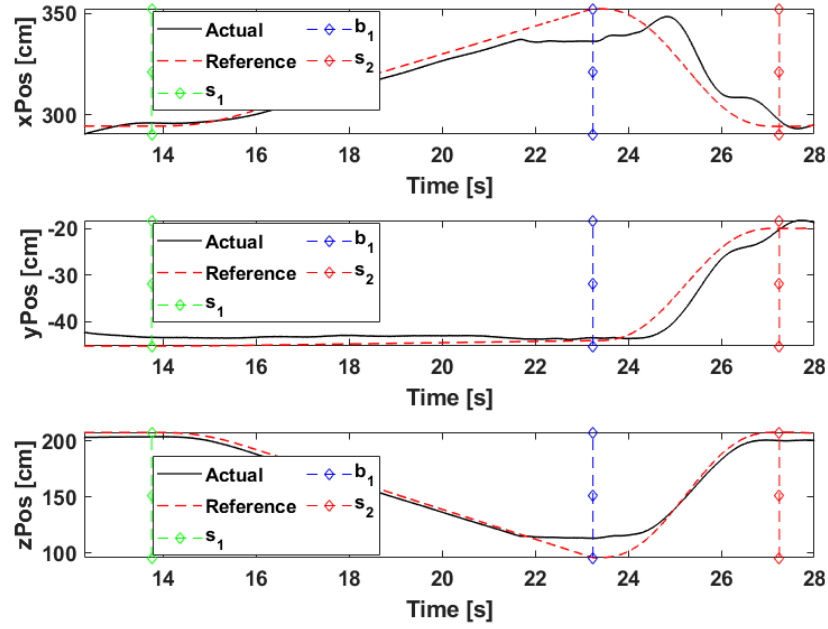 xPos [cm]
350
300
Actual
Reference
s1
b1
s2
14 16 18 20 22 24 26 28
Time [s]
yPos [cm]
-20
-30
-40
Actual
Reference
s1
b1
s2
14 16 18 20 22 24 26 28
Time [s]
zPos [cm]
200
150
100
Actual
Reference
s1
b1
s2
14 16 18 20 22 24 26 28
Time [s]